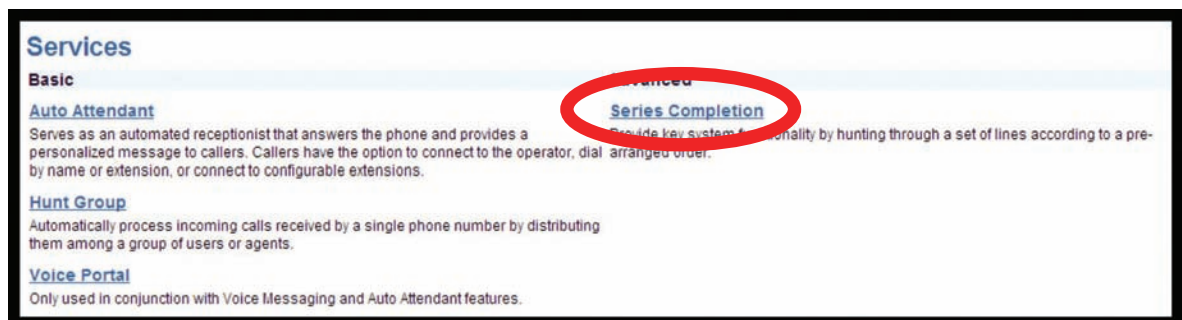 Services
Basic
Advanced
Auto Attendant
Serves as an automated receptionist that answers the phone and provides a
personalized message to callers. Callers have the option to connect to the operator, dial
by name or extension, or connect to configurable extensions.
Hunt Group
Automatically process incoming calls received by a single phone number by distributing
them among a group of users or agents.
Voice Portal
Only used in conjunction with Voice Messaging and Auto Attendant features.
Series Completion
Provide key system functionality by hunting through a set of lines according to a pre-
arranged order.